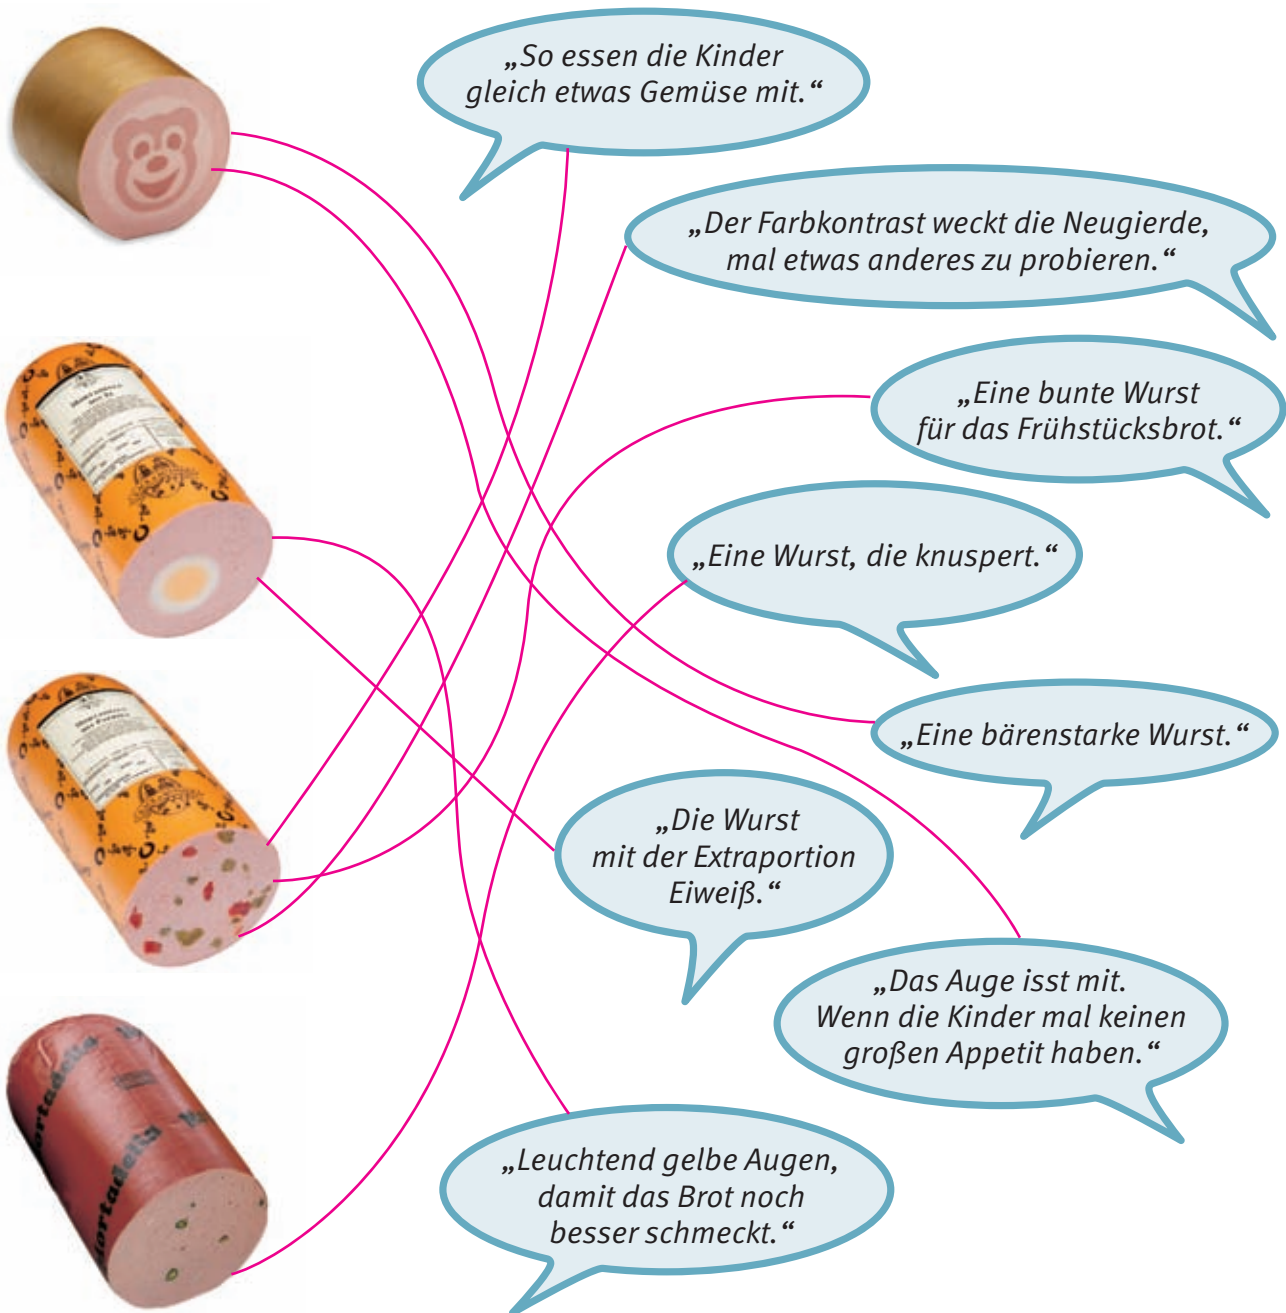 „So essen die Kinder
gleich etwas Gemüse mit.“
„Der Farbkontrast weckt die Neugierde,
mal etwas anderes zu probieren.“
„Eine bunte Wurst
für das Frühstücksbrot.“
„Eine Wurst, die knuspert.“
„Eine bärenstarke Wurst.“
„Die Wurst
mit der Extraportion
Eiweiß.“
„Das Auge isst mit.
Wenn die Kinder mal keinen
großen Appetit haben.“
„Leuchtend gelbe Augen,
damit das Brot noch
besser schmeckt.“
ortadella